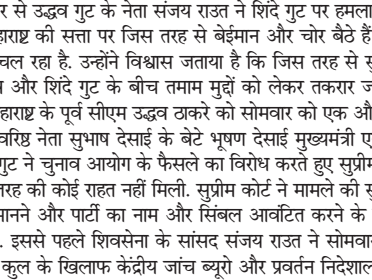 र से उद्धव गुट के नेता संजय राउत ने शिंदे गुट पर हमला
हाराष्ट्र की सत्ता पर जिस तरह से बेईमान और चोर बैठे हैं
चल रहा है. उन्होंने विश्वास जताया है कि जिस तरह से सु
और शिंदे गुट के बीच तमाम मुद्दों को लेकर तकरार ज
हाराष्ट्र के पूर्व सीएम उद्धव ठाकरे को सोमवार को एक औ
वरिष्ठ नेता सुभाष देसाई के बेटे भूषण देसाई मुख्यमंत्री ए
गुट ने चुनाव आयोग के फैसले का विरोध करते हुए सुप्रीम
तरह की कोई राहत नहीं मिली. सुप्रीम कोर्ट ने मामले की सु
मानने और पार्टी का नाम और सिंबल आवंटित करने के
. इससे पहले शिवसेना के सांसद संजय राउत ने सोमवा
कुल के खिलाफ केंद्रीय जांच ब्यूरो और प्रवर्तन निदेशाल